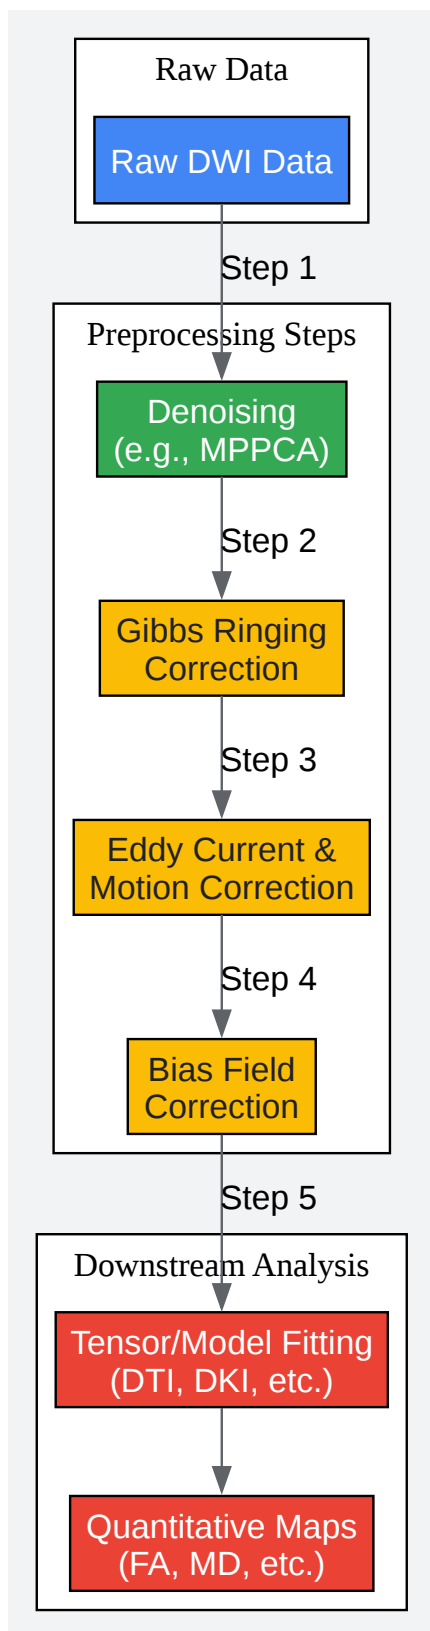 Raw Data
Raw DWI Data
Step 1
Preprocessing Steps
Denoising
(e.g., MPPCA)
Step 2
Gibbs Ringing
Correction
Step 3
Eddy Current &
Motion Correction
Step 4
Bias Field
Correction
Step 5
Downstream Analysis
Tensor/Model Fitting
(DTI, DKI, etc.)
Quantitative Maps
(FA, MD, etc.)